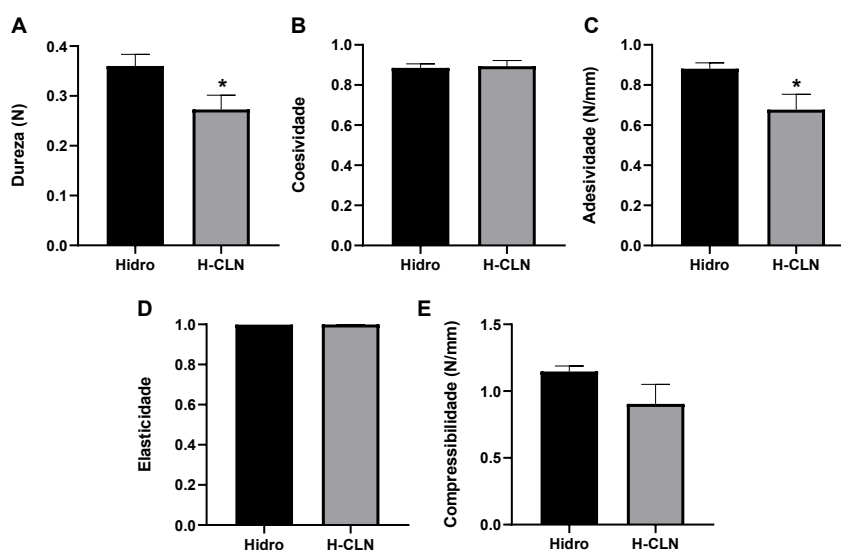 A
Dureza (N)
0.4
0.3
0.2
0.1
0.0
*
Hidro H-CLN
B
Coesividade
1.0
0.8
0.6
0.4
0.2
0.0
Hidro H-CLN
C
Adesividade (N/mm)
1.0
0.8
0.6
0.4
0.2
0.0
*
Hidro H-CLN
D
Elasticidade
1.0
0.8
0.6
0.4
0.2
0.0
Hidro H-CLN
E
Compressibilidade (N/mm)
1.5
1.0
0.5
0.0
Hidro H-CLN